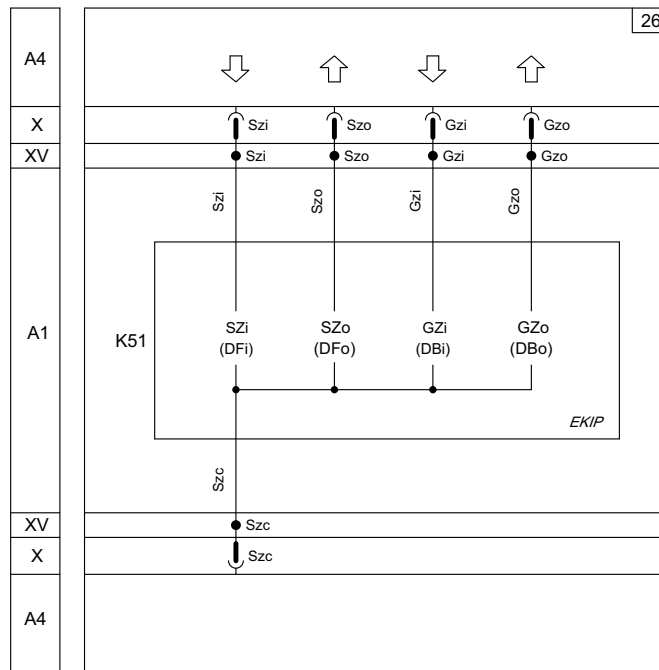 26
A4
X
Szi Szo Gzi Gzo
XV
Szi Szo Gzi Gzo
Szi Szo Gzi Gzo
A1
K51
SZi SZo GZi GZo
(DFi) (DFo) (DBi) (DBo)
EKIP
Szc
XV
Szc
X
Szc
A4